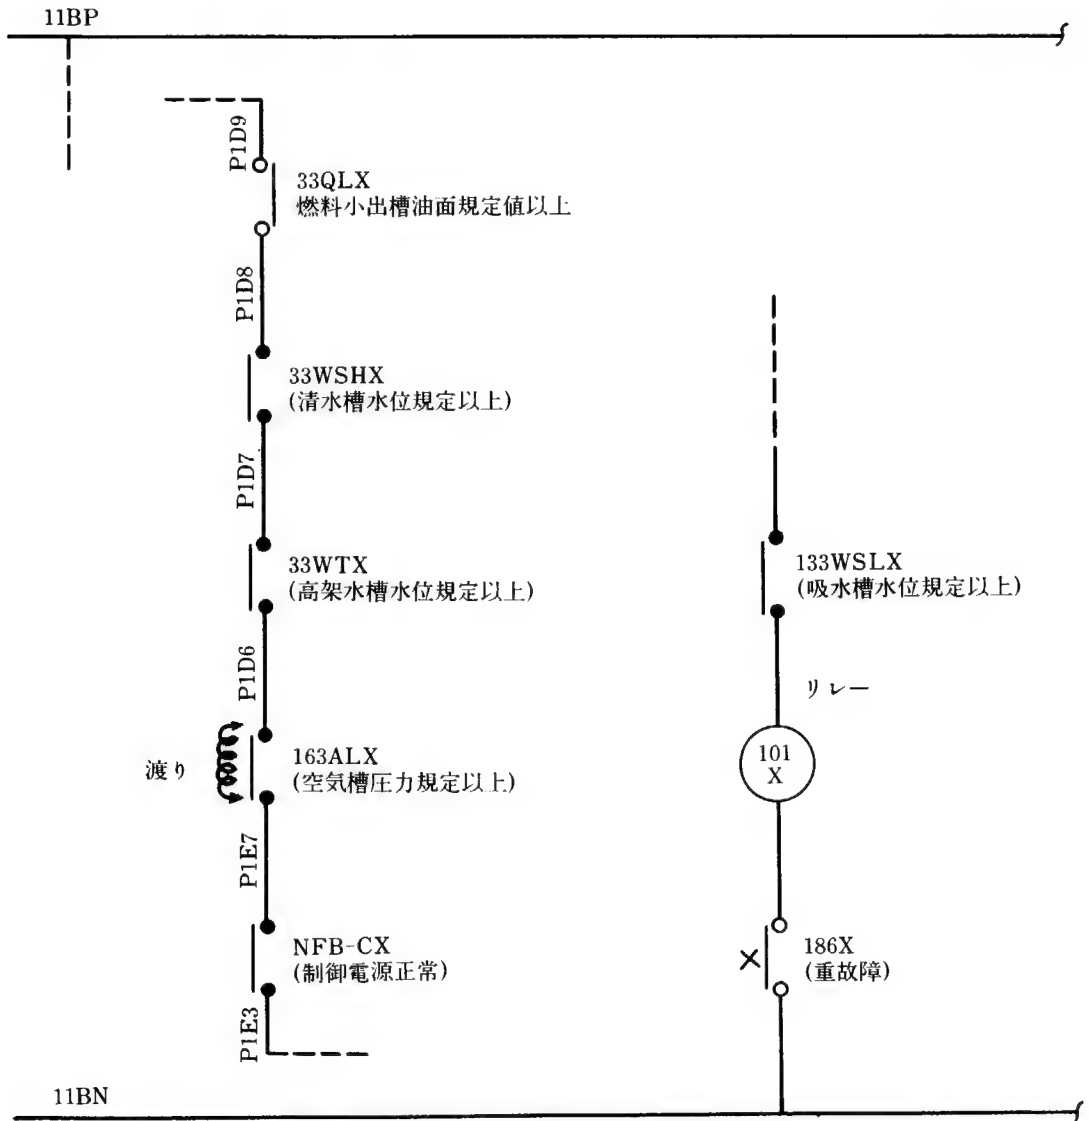 11BP
P1D9
33QLX
燃料小出槽油面規定値以上
P1D8
33WSHX
(清水槽水位規定以上)
P1D7
33WTX
(高架水槽水位規定以上)
P1D6
渡り
163ALX
(空気槽圧力規定以上)
P1E7
NFB-CX
(制御電源正常)
P1E3
133WSLX
(吸水槽水位規定以上)
リレー
101
X
186X
(重故障)
11BN